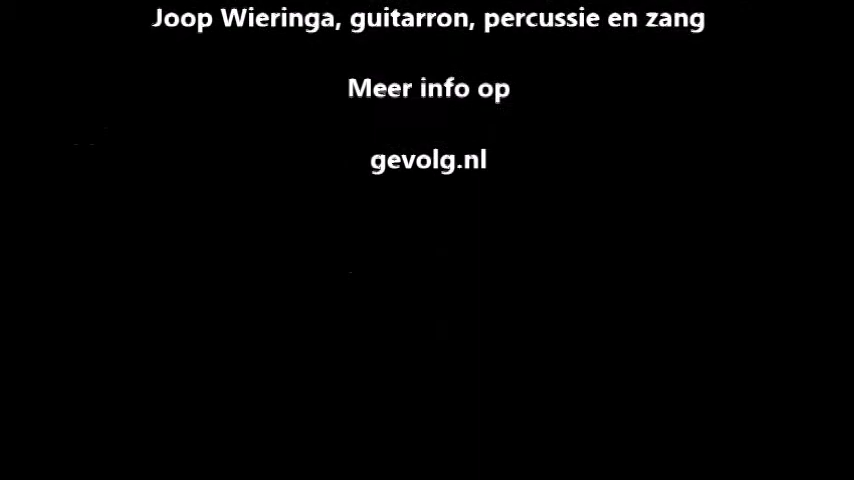 Joop Wieringa, guitarron, percussie en zang
Meer info op
gevolg.nl